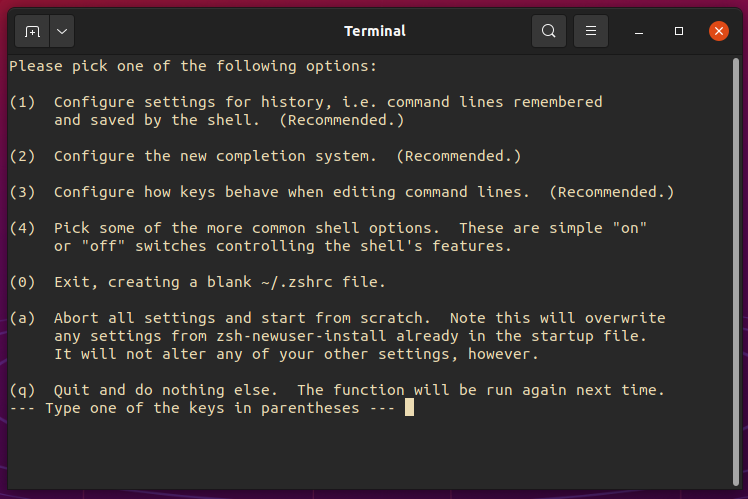 Terminal
Please pick one of the following options:
(1)  Configure settings for history, i.e. command lines remembered
     and saved by the shell.  (Recommended.)
(2)  Configure the new completion system.  (Recommended.)
(3)  Configure how keys behave when editing command lines.  (Recommended.)
(4)  Pick some of the more common shell options.  These are simple "on"
     or "off" switches controlling the shell's features.
(0)  Exit, creating a blank ~/.zshrc file.
(a)  Abort all settings and start from scratch.  Note this will overwrite
     any settings from zsh-newuser-install already in the startup file.
     It will not alter any of your other settings, however.
(q)  Quit and do nothing else.  The function will be run again next time.
--- Type one of the keys in parentheses ---